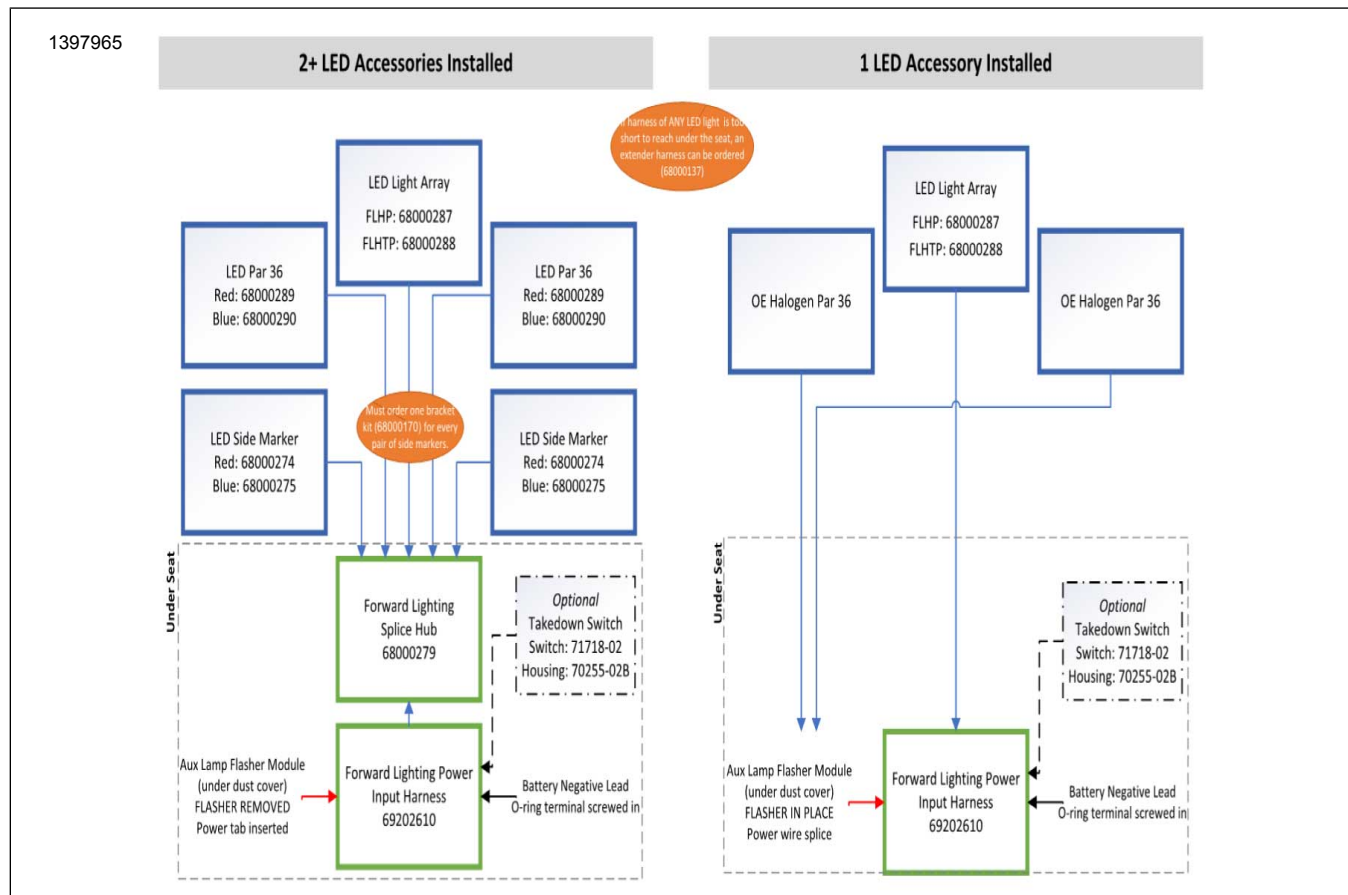 1397965
2+ LED Accessories Installed
1 LED Accessory Installed
f harness of ANY LED light is too
short to reach under the seat, an
extender harness can be ordered
(68000137)
LED Light Array
FLHP: 68000287
FLHTP: 68000288
LED Par 36
Red: 68000289
Blue: 68000290
LED Par 36
Red: 68000289
Blue: 68000290
Must order one bracket
kit (68000170) for every
pair of side markers.
LED Side Marker
Red: 68000274
Blue: 68000275
LED Side Marker
Red: 68000274
Blue: 68000275
Under Seat
Forward Lighting
Splice Hub
68000279
Optional
Takedown Switch
Switch: 71718-02
Housing: 70255-02B
Aux Lamp Flasher Module
(under dust cover)
FLASHER REMOVED
Power tab inserted
Forward Lighting Power
Input Harness
69202610
Battery Negative Lead
O-ring terminal screwed in
LED Light Array
FLHP: 68000287
FLHTP: 68000288
OE Halogen Par 36
OE Halogen Par 36
Under Seat
Optional
Takedown Switch
Switch: 71718-02
Housing: 70255-02B
Aux Lamp Flasher Module
(under dust cover)
FLASHER IN PLACE
Power wire splice
Forward Lighting Power
Input Harness
69202610
Battery Negative Lead
O-ring terminal screwed in